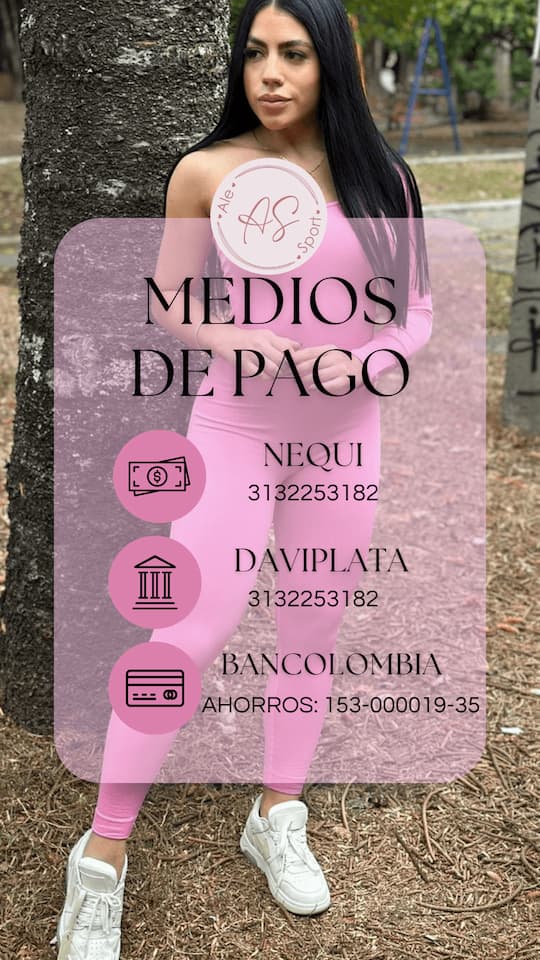 Ale
AS
Sport
MEDIOS
DE PAGO
NEQUI
3132253182
DAVIPLATA
3132253182
BANCOLOMBIA
AHORROS: 153-000019-35